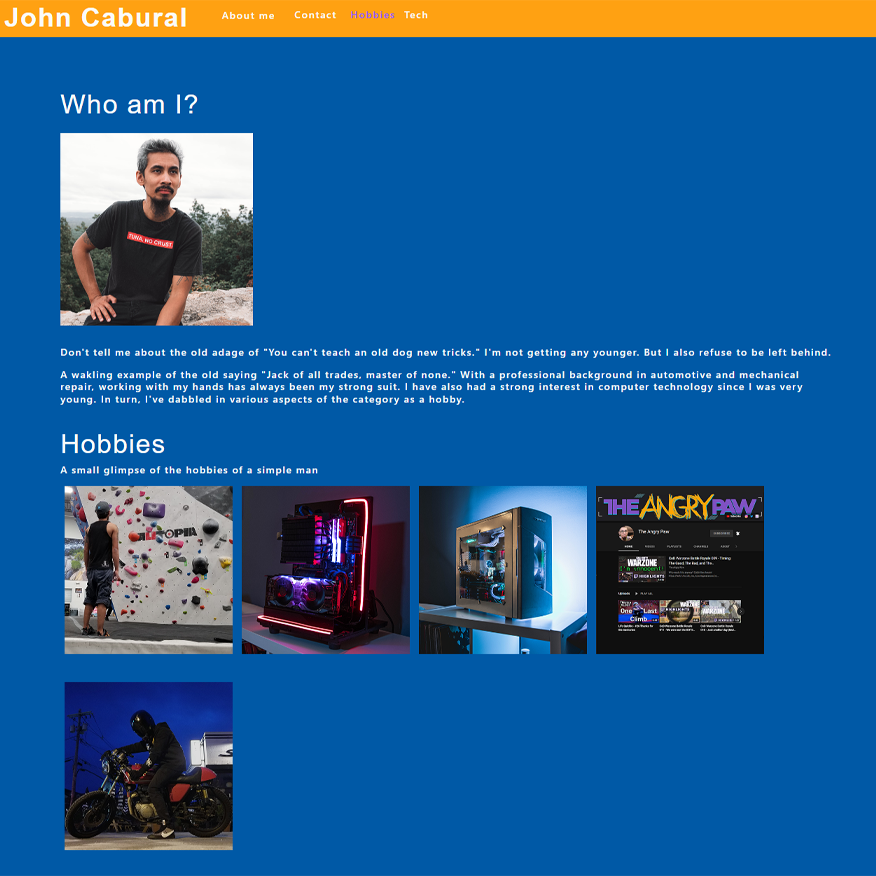 John Cabural
About me
Contact
Hobbies
Tech
Who am I?
TUNA, NO CRUST
Don't tell me about the old adage of "You can't teach an old dog new tricks." I'm not getting any younger. But I also refuse to be left behind.
A wakling example of the old saying "Jack of all trades, master of none." With a professional background in automotive and mechanical
repair, working with my hands has always been my strong suit. I have also had a strong interest in computer technology since I was very
young. In turn, I've dabbled in various aspects of the category as a hobby.
Hobbies
A small glimpse of the hobbies of a simple man
THE ANGRY PAW
The Angry Paw
WARZONE
HIGHLIGHTS
One Last
Climb